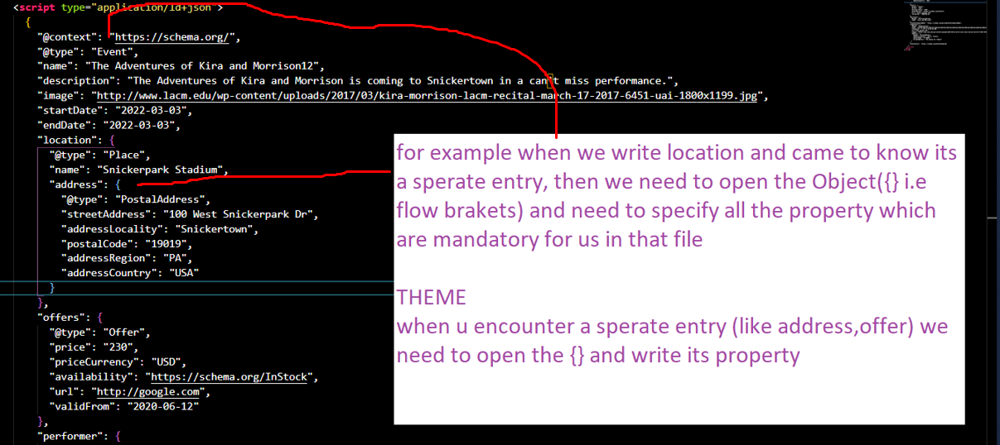 <script type="application/ld+json">
{
"@context": "https://schema.org/",
"@type": "Event",
"name": "The Adventures of Kira and Morrison12",
"description": "The Adventures of Kira and Morrison is coming to Snickertown in a can't miss performance.",
"image": "http://www.lacm.edu/wp-content/uploads/2017/03/kira-morrison-lacm-recital-march-17-2017-6451-uai-1800x1199.jpg",
"startDate": "2022-03-03",
"endDate": "2022-03-03",
"location": {
"@type": "Place",
"name": "Snickerpark Stadium",
"address": {
"@type": "PostalAddress",
"streetAddress": "100 West Snickerpark Dr",
"addressLocality": "Snickertown",
"postalCode": "19019",
"addressRegion": "PA",
"addressCountry": "USA"
}
},
"offers": {
"@type": "Offer",
"price": "230",
"priceCurrency": "USD",
"availability": "https://schema.org/InStock",
"url": "http://google.com",
"validFrom": "2020-06-12"
},
"performer": {
for example when we write location and came to know its
a sperate entry, then we need to open the Object({} i.e
flow brakets) and need to specify all the property which
are mandatory for us in that file
THEME
when u encounter a sperate entry (like address,offer) we
need to open the {} and write its property